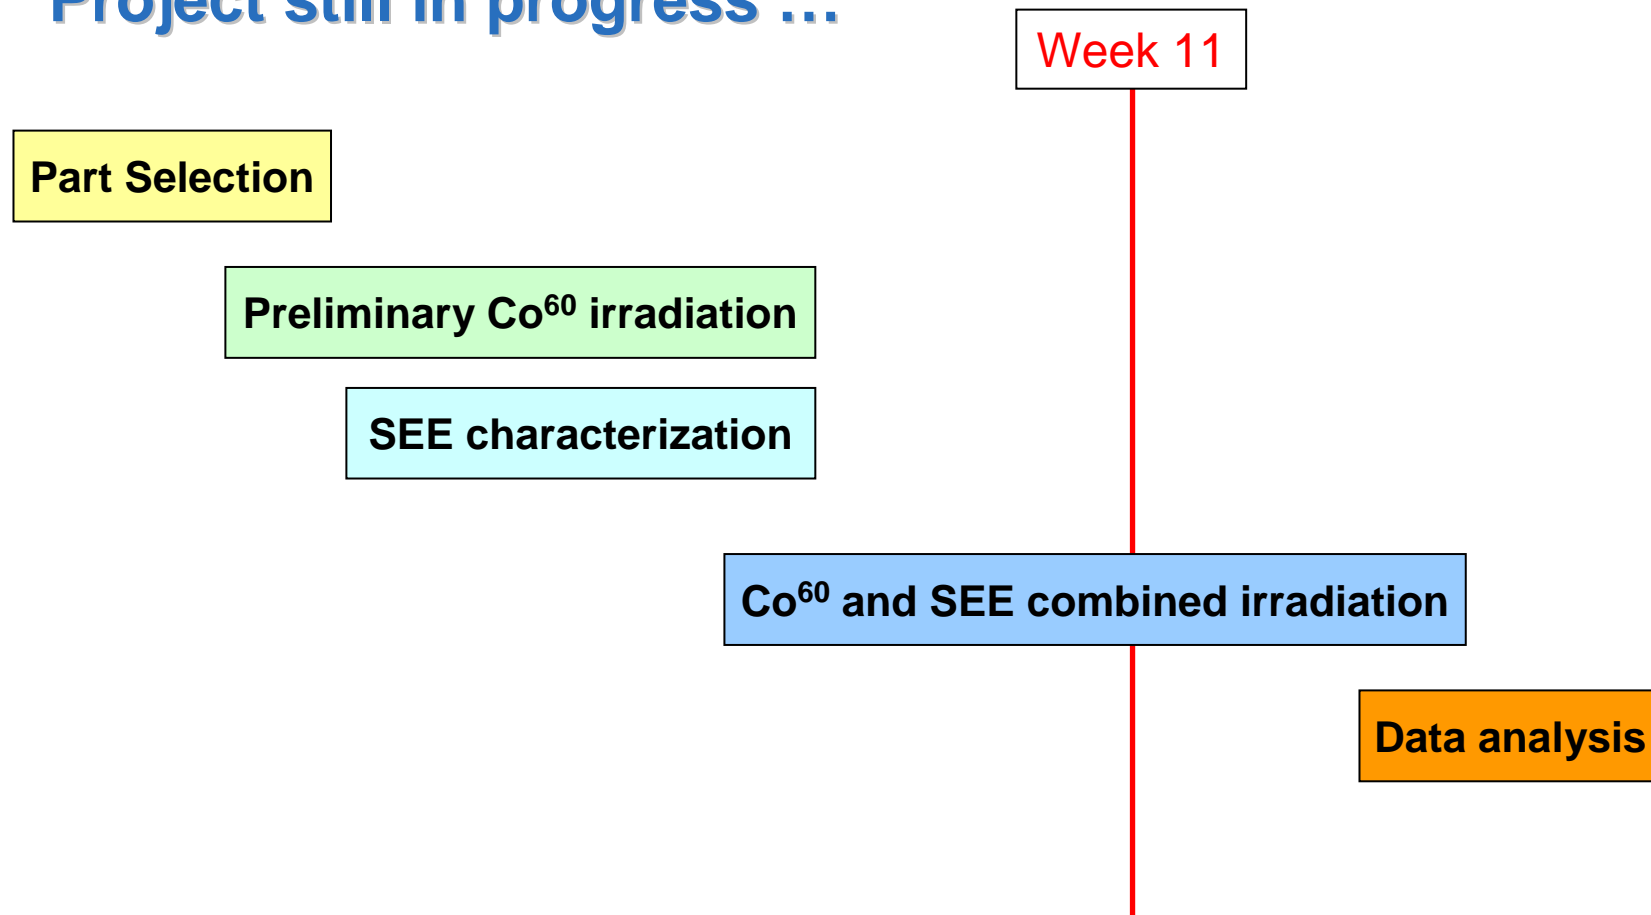 Project still in progress ...
Week 11
Part Selection
Preliminary Co⁶⁰ irradiation
SEE characterization
Co⁶⁰ and SEE combined irradiation
Data analysis